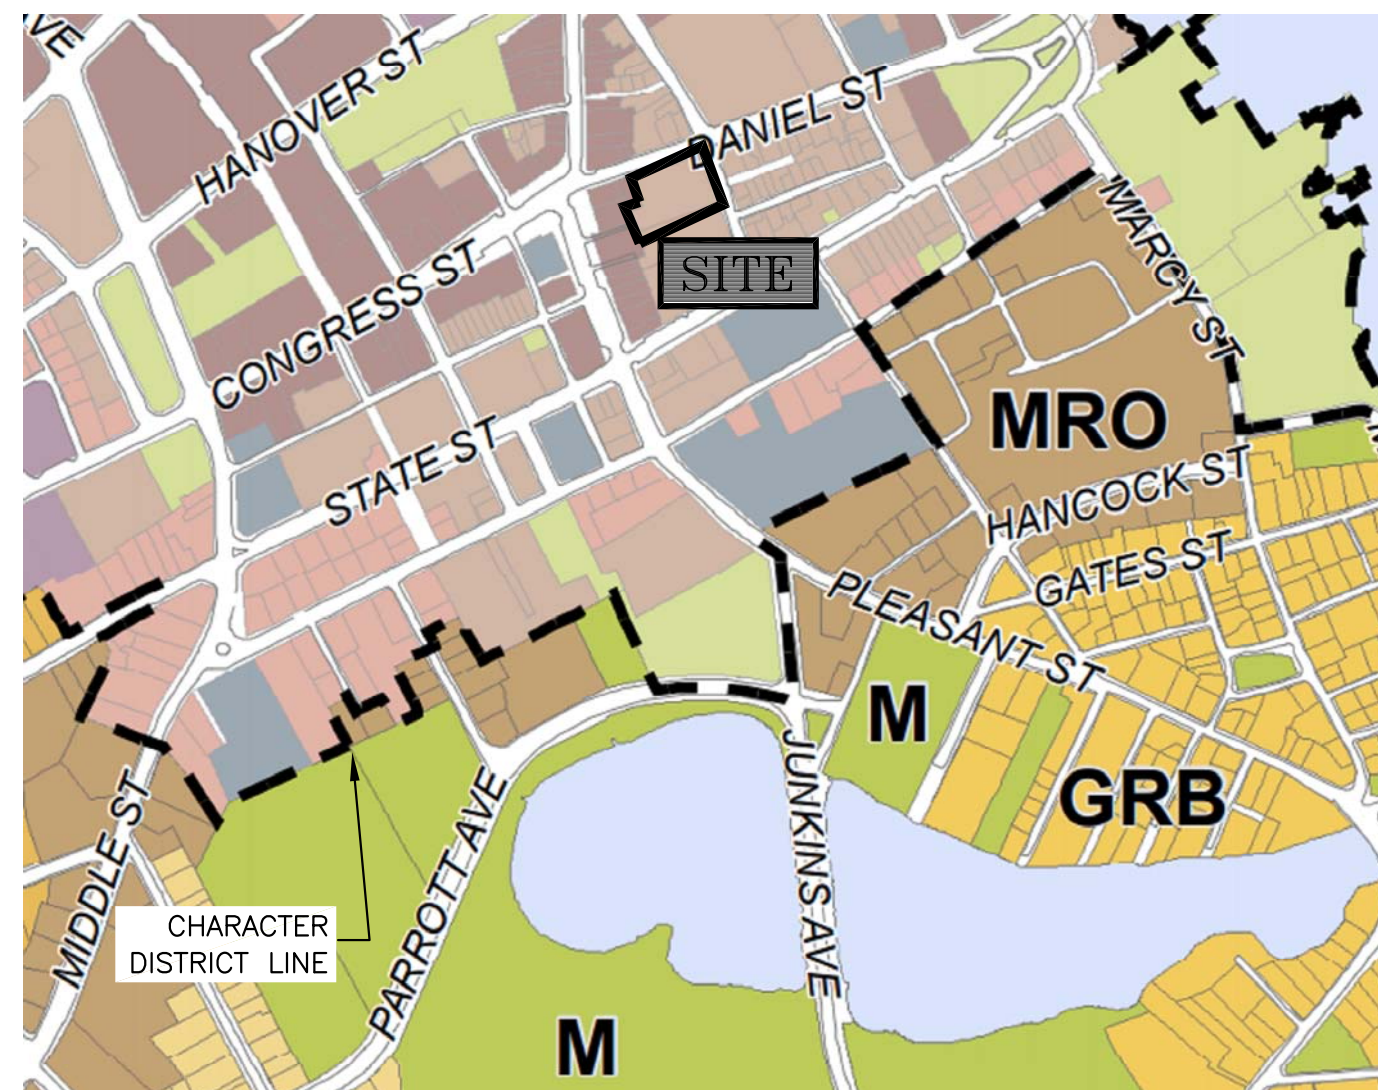 VE
HANOVER ST
DANIEL ST
SITE
MARCY ST
CONGRESS ST
MRO
STATE ST
HANCOCK ST
GATES ST
PLEASANT ST
M
JUNKINS AVE
GRB
MIDDLE ST
PARROTT AVE
CHARACTER
DISTRICT LINE
M